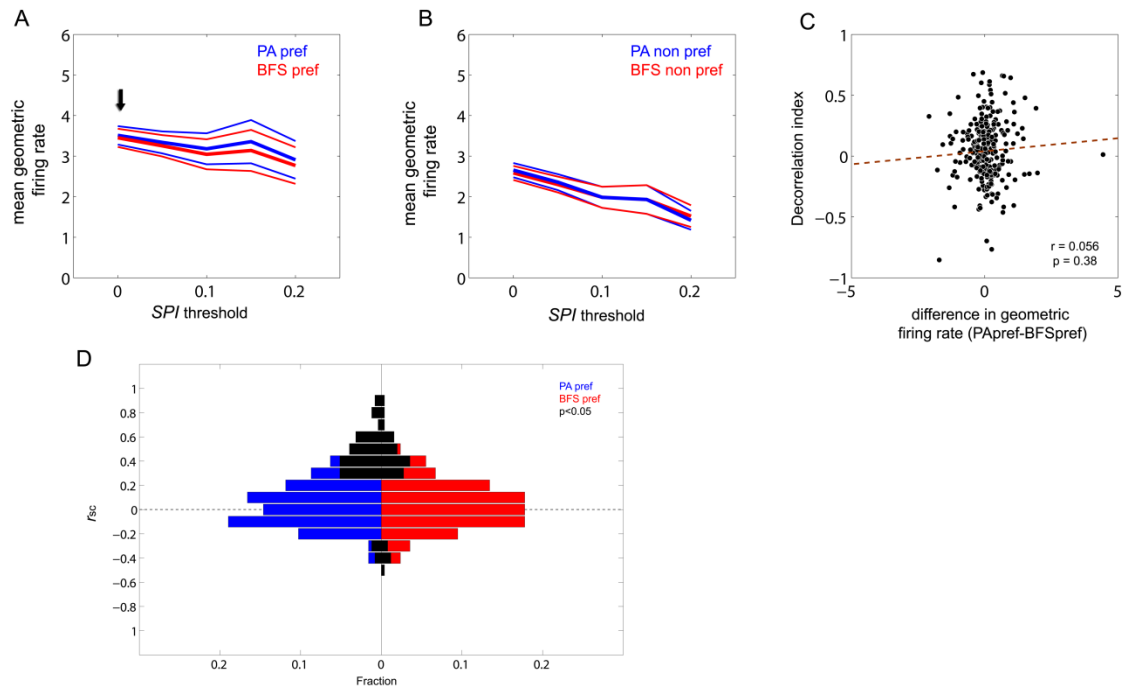 A
6
5
4
3
2
1
0
mean geometric
firing rate
PA pref
BFS pref
0
0.1
0.2
SPI threshold
B
6
5
4
3
2
1
0
mean geometric
firing rate
PA non pref
BFS non pref
0
0.1
0.2
SPI threshold
C
1
0.5
0
−0.5
−1
Decorrelation index
r = 0.056
p = 0.38
−5
0
5
difference in geometric
firing rate (PApref-BFSpref)
D
1
0.8
0.6
0.4
0.2
0
−0.2
−0.4
−0.6
−0.8
1
rsc
PA pref
BFS pref
p<0.05
0.2
0.1
0
0.1
0.2
Fraction